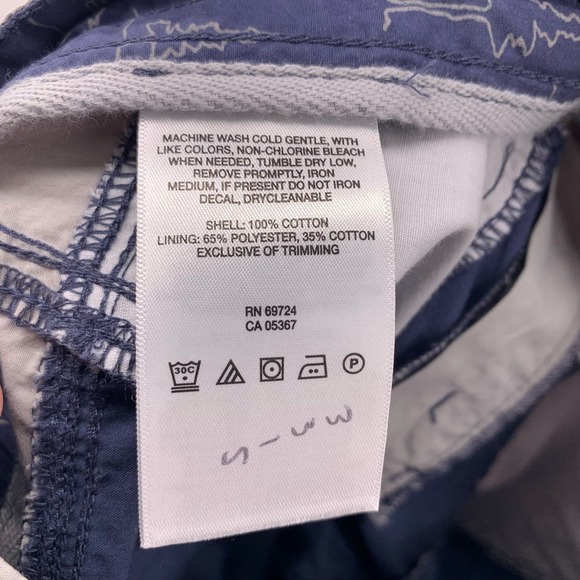 MACHINE WASH COLD GENTLE, WITH
LIKE COLORS, NON-CHLORINE BLEACH
WHEN NEEDED, TUMBLE DRY LOW,
REMOVE PROMPTLY, IRON
MEDIUM, IF PRESENT DO NOT IRON
DECAL, DRYCLEANABLE
SHELL: 100% COTTON
LINING: 65% POLYESTER, 35% COTTON
EXCLUSIVE OF TRIMMING
RN 69724
CA 05367
30C P